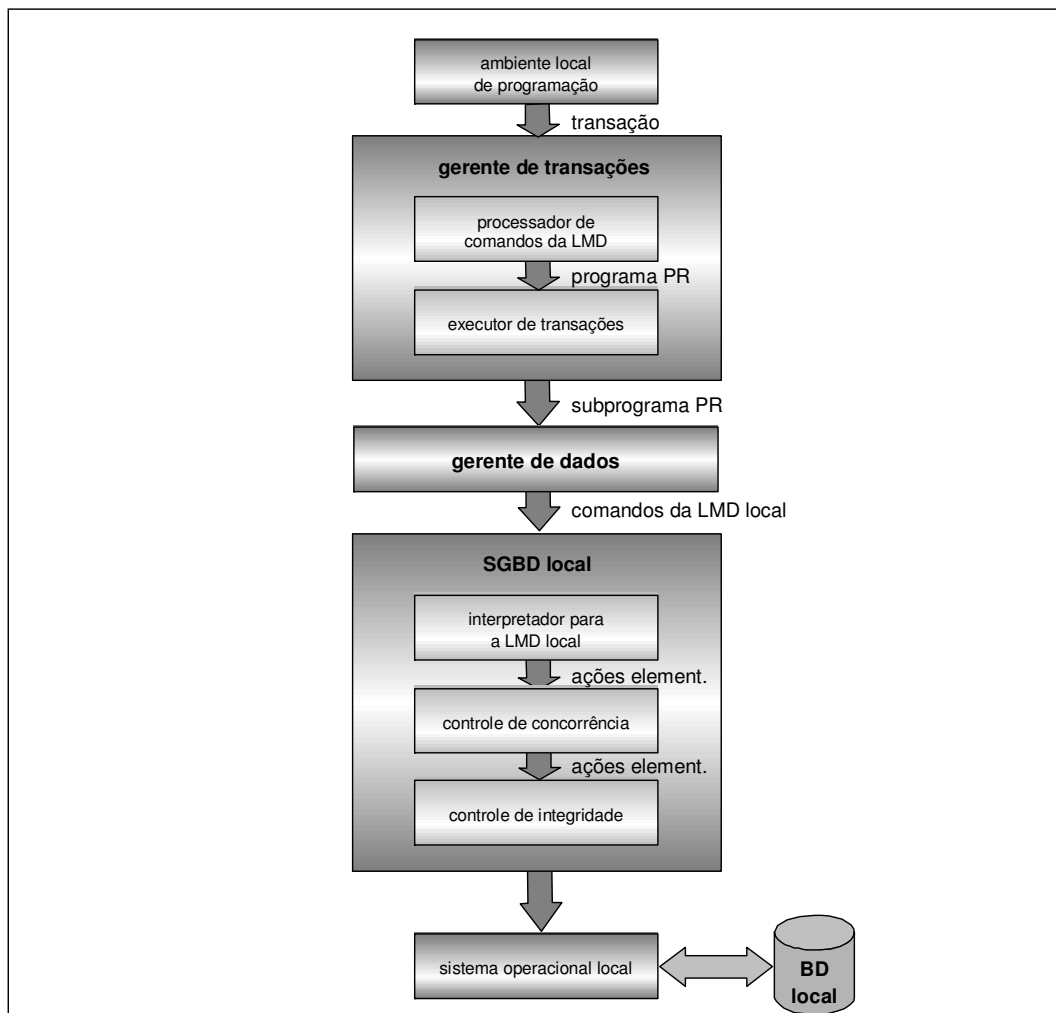 ambiente local
de programação
transação
gerente de transações
processador de
comandos da LMD
programa PR
executor de transações
subprograma PR
gerente de dados
comandos da LMD local
SGBD local
interpretador para
a LMD local
ações element.
controle de concorrência
ações element.
controle de integridade
sistema operacional local
BD
local